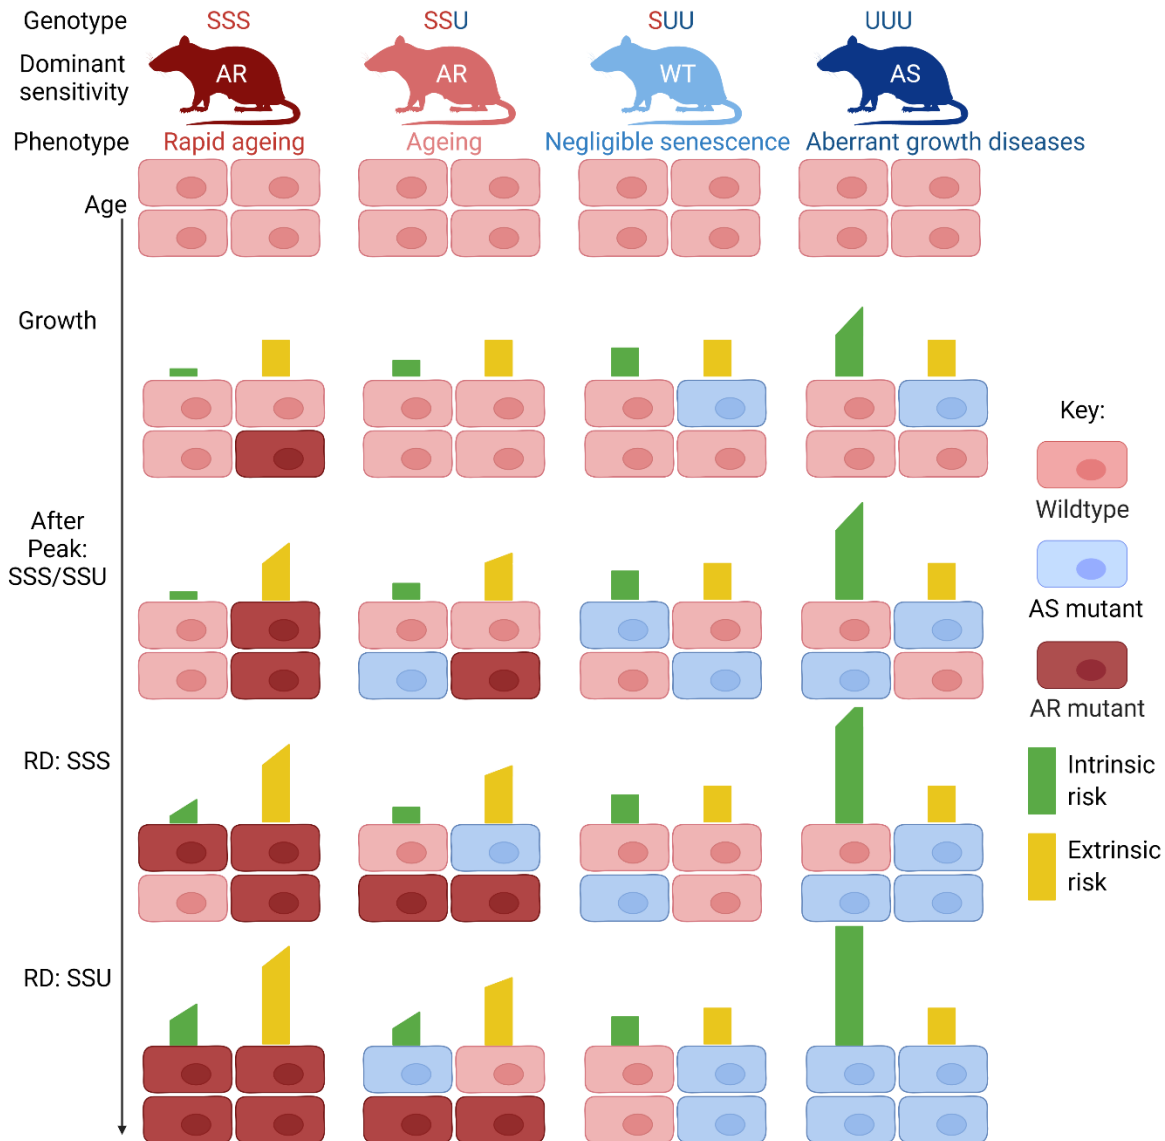 Genotype SSS SSU SUU UUU
Dominant
sensitivity
AR AR WT AS
Phenotype Rapid ageing Ageing Negligible senescence Aberrant growth diseases
Age
Growth
Key:
Wildtype
After
Peak:
SSS/SSU
AS mutant
AR mutant
RD: SSS
Intrinsic
risk
Extrinsic
risk
RD: SSU